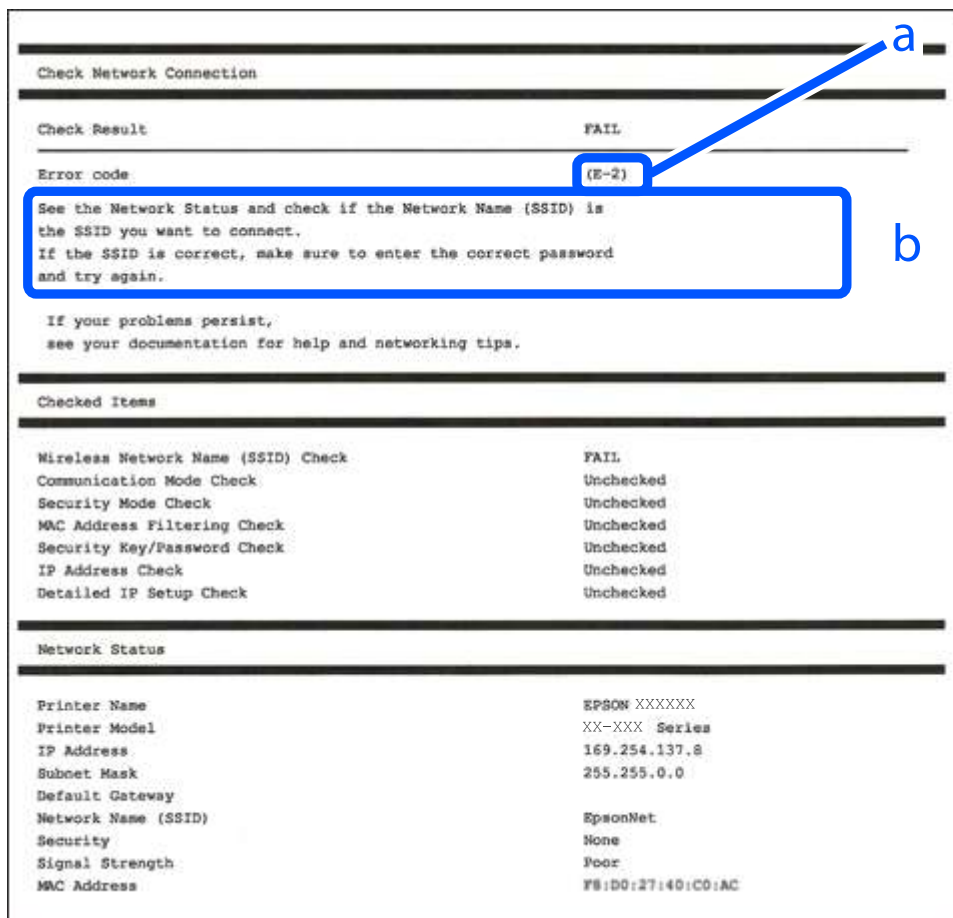 a
Check Network Connection
Check Result FAIL
Error code (E-2)
See the Network Status and check if the Network Name (SSID) is
the SSID you want to connect.
If the SSID is correct, make sure to enter the correct password
and try again.
b
If your problems persist,
see your documentation for help and networking tips.
Checked Items
Wireless Network Name (SSID) Check FAIL
Communication Mode Check Unchecked
Security Mode Check Unchecked
MAC Address Filtering Check Unchecked
Security Key/Password Check Unchecked
IP Address Check Unchecked
Detailed IP Setup Check Unchecked
Network Status
Printer Name EPSON XXXXXX
Printer Model XX-XXX Series
IP Address 169.254.137.8
Subnet Mask 255.255.0.0
Default Gateway
Network Name (SSID) EpsonNet
Security None
Signal Strength Poor
MAC Address F8:D0:27:40:C0:AC